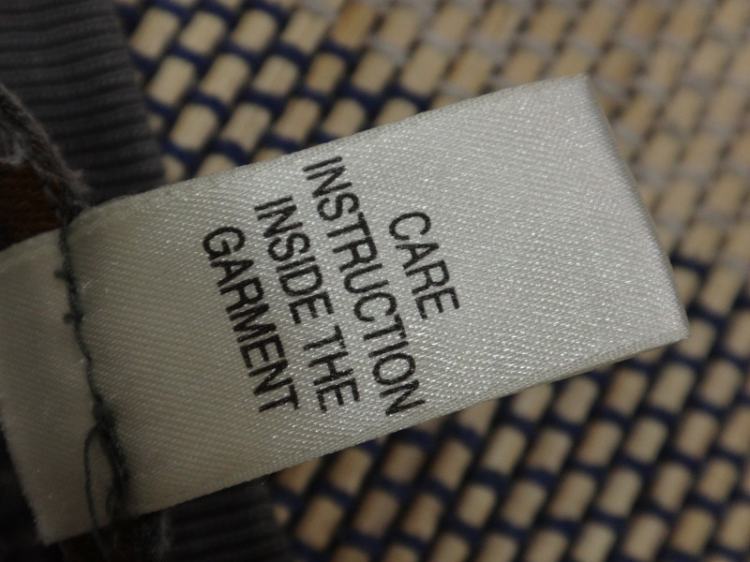 CARE
INSTRUCTION
INSIDE THE
GARMENT